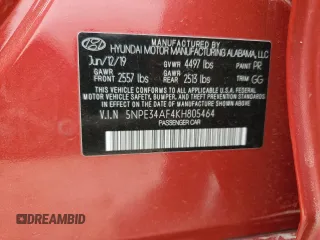 MANUFACTURED BY
HYUNDAI MOTOR MANUFACTURING ALABAMA, LLC
Jun/12/19 GVWR 4497 lbs PAINT PR
GAWR FRONT 2557 lbs GAWR REAR 2513 lbs TRIM GG
THIS VEHICLE CONFORMS TO ALL APPLICABLE U.S.A. FEDERAL
MOTOR VEHICLE SAFETY, BUMPER, AND THEFT PREVENTION
STANDARDS IN EFFECT ON THE DATE OF MANUFACTURE SHOWN ABOVE.
V.I.N 5NPE34AF4KH805464
PASSENGER CAR
DREAMBID
DREAMBID.COM